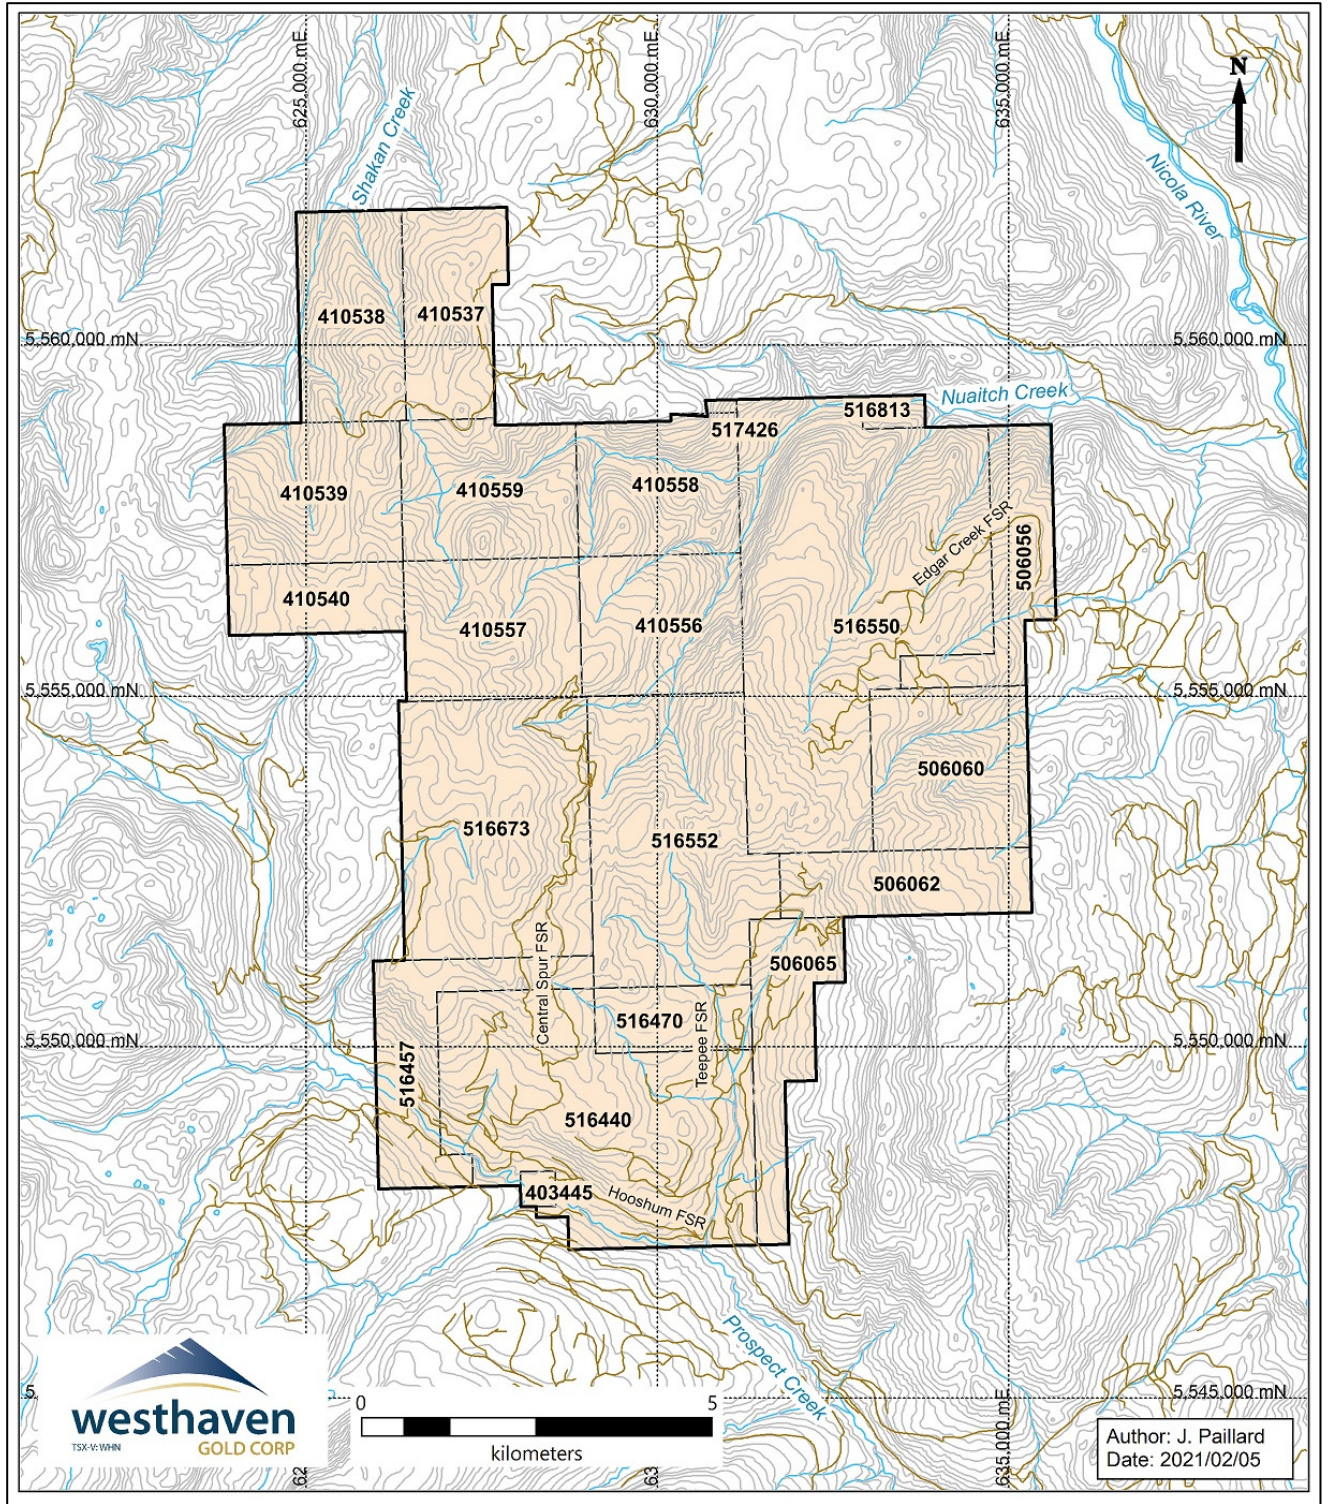 625,000 mE
630,000 mE
635,000 mE
N
Shakan Creek
Nicola River
410538
410537
5,560,000 mN
5,560,000 mN
Nuaitch Creek
516813
517426
410539
410559
410558
Edgar Creek FSR
506056
410540
410557
410556
516550
5,555,000 mN
5,555,000 mN
506060
516673
516552
506062
Central Spur FSR
506065
516470
Teepee FSR
5,550,000 mN
5,550,000 mN
516457
516440
403445
Hooshum FSR
Prospect Creek
5,
5,545,000 mN
westhaven
TSX-V: WHN
GOLD CORP
0
5
kilometers
62
63
635,000 mE
Author: J. Paillard
Date: 2021/02/05